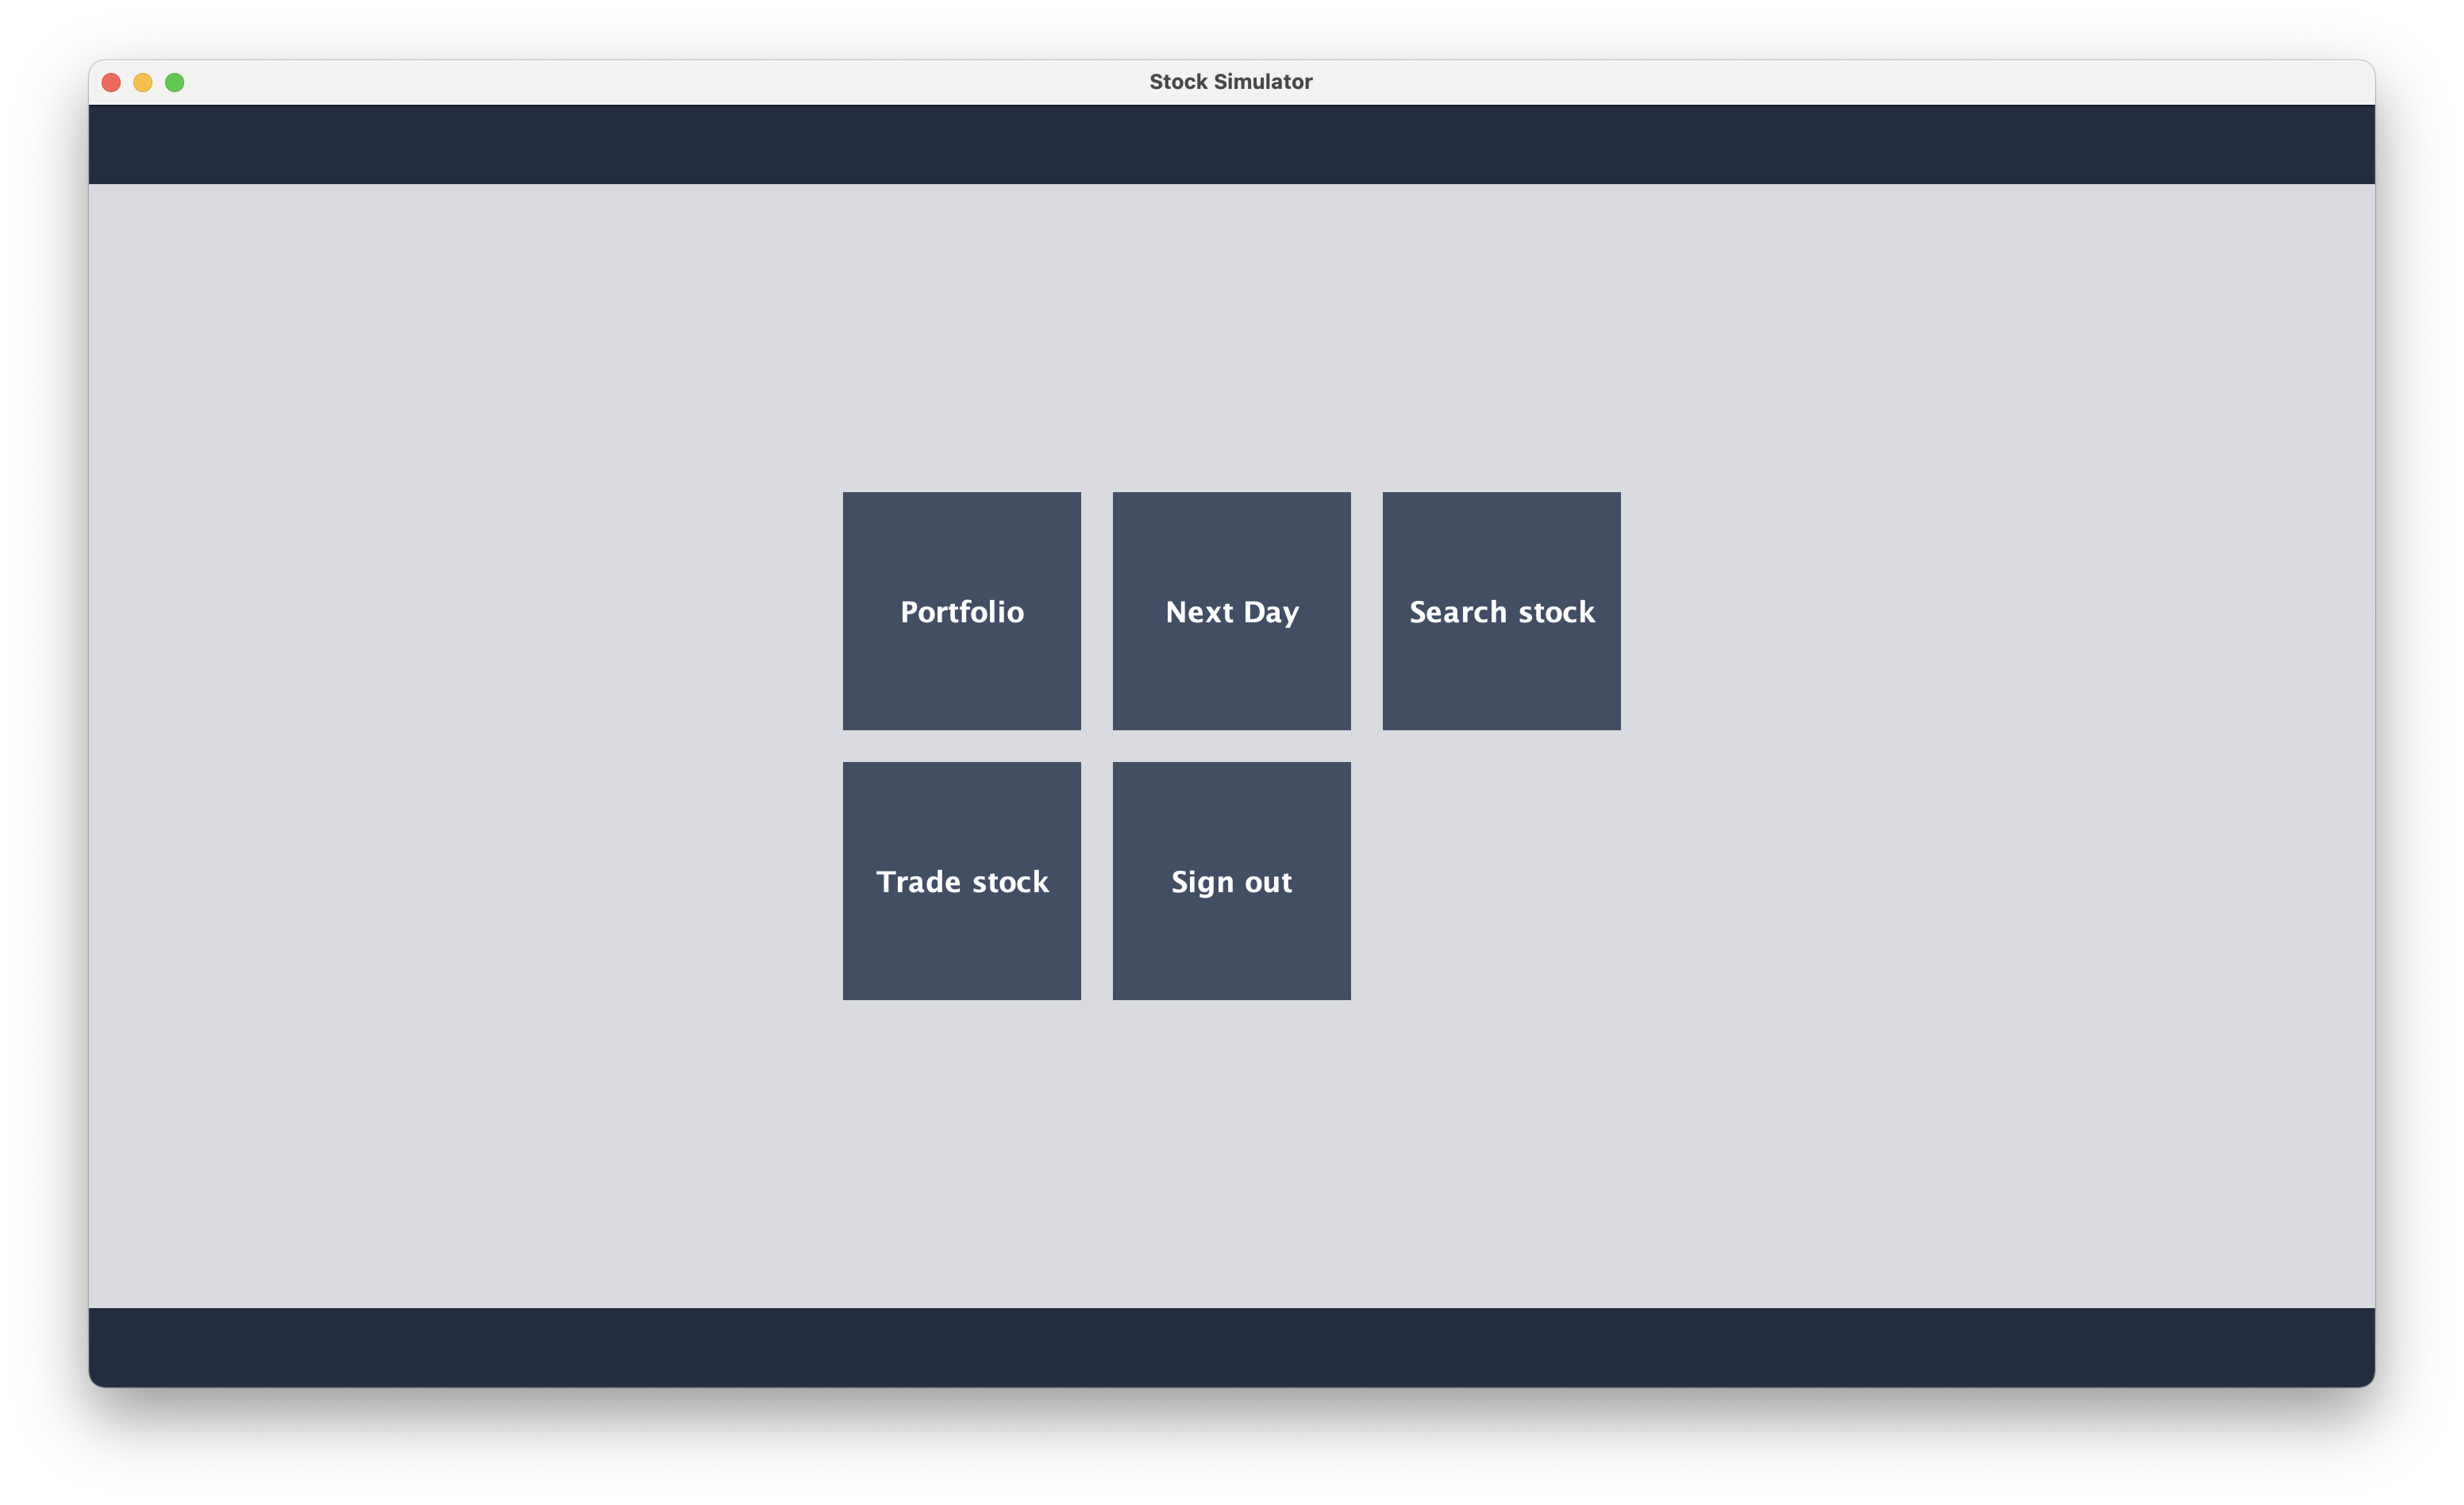 Stock Simulator
Portfolio
Next Day
Search stock
Trade stock
Sign out